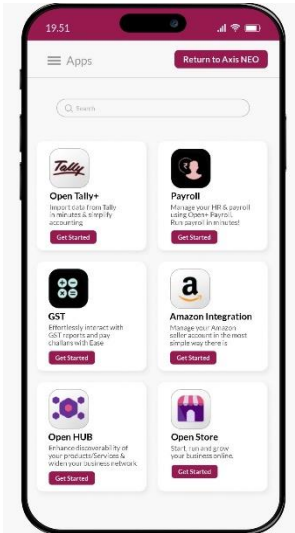 19.51
Apps
Return to Axis NEO
Search
Tally
Open Tally+
Import data from Tally
in minutes & simplify
accounting
Get Started
Payroll
Manage your HR & payroll
using Open+ Payroll.
Run payroll in minutes!
Get Started
GST
Effortlessly interact with
GST reports and pay
challans with Ease
Get Started
a
Amazon Integration
Manage your Amazon
seller account in the most
simple way there is
Get Started
Open HUB
Enhance discoverability of
your products/Services &
widen your business network
Get Started
Open Store
Start, run and grow
your business online.
Get Started